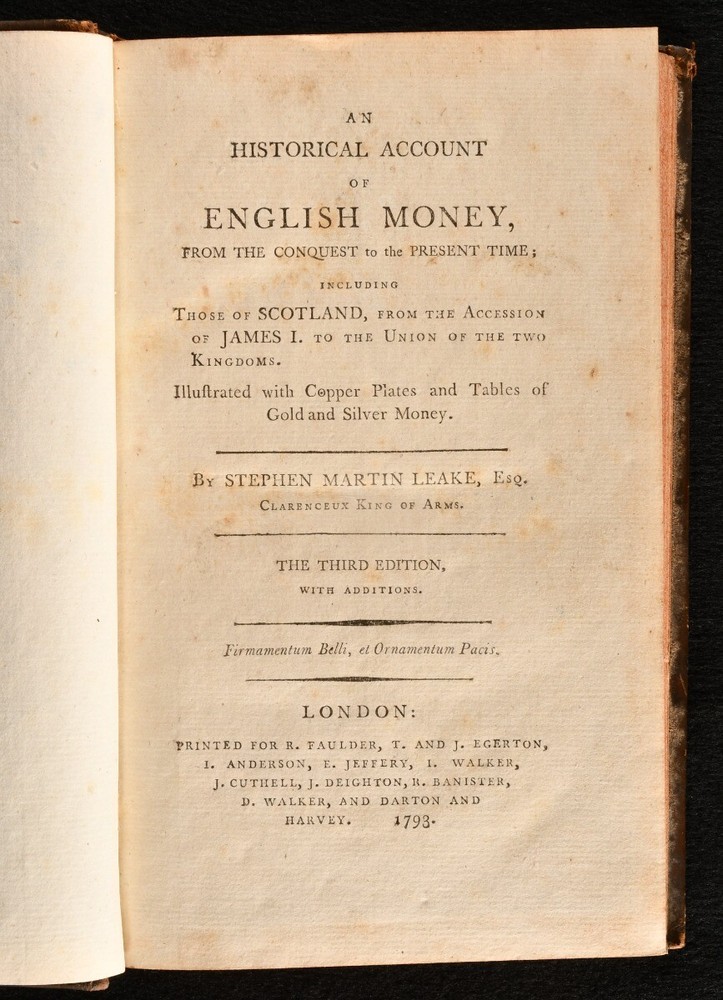 AN
HISTORICAL ACCOUNT
OF
ENGLISH MONEY,
FROM THE CONQUEST to the PRESENT TIME;
INCLUDING
THOSE OF SCOTLAND, FROM THE ACCESSION
OF JAMES I. TO THE UNION OF THE TWO
KINGDOMS.
Illuſtrated with Copper Plates and Tables of
Gold and Silver Money.
BY STEPHEN MARTIN LEAKE, ESQ.
CLARENCEUX KING OF ARMS.
THE THIRD EDITION,
WITH ADDITIONS.
Firmamentum Belli, et Ornamentum Pacis.
LONDON:
PRINTED FOR R. FAULDER, T. AND J. EGERTON,
I. ANDERSON, E. JEFFERY, I. WALKER,
J. CUTHELL, J. DEIGHTON, R. BANISTER,
D. WALKER, AND DARTON AND
HARVEY. 1793.